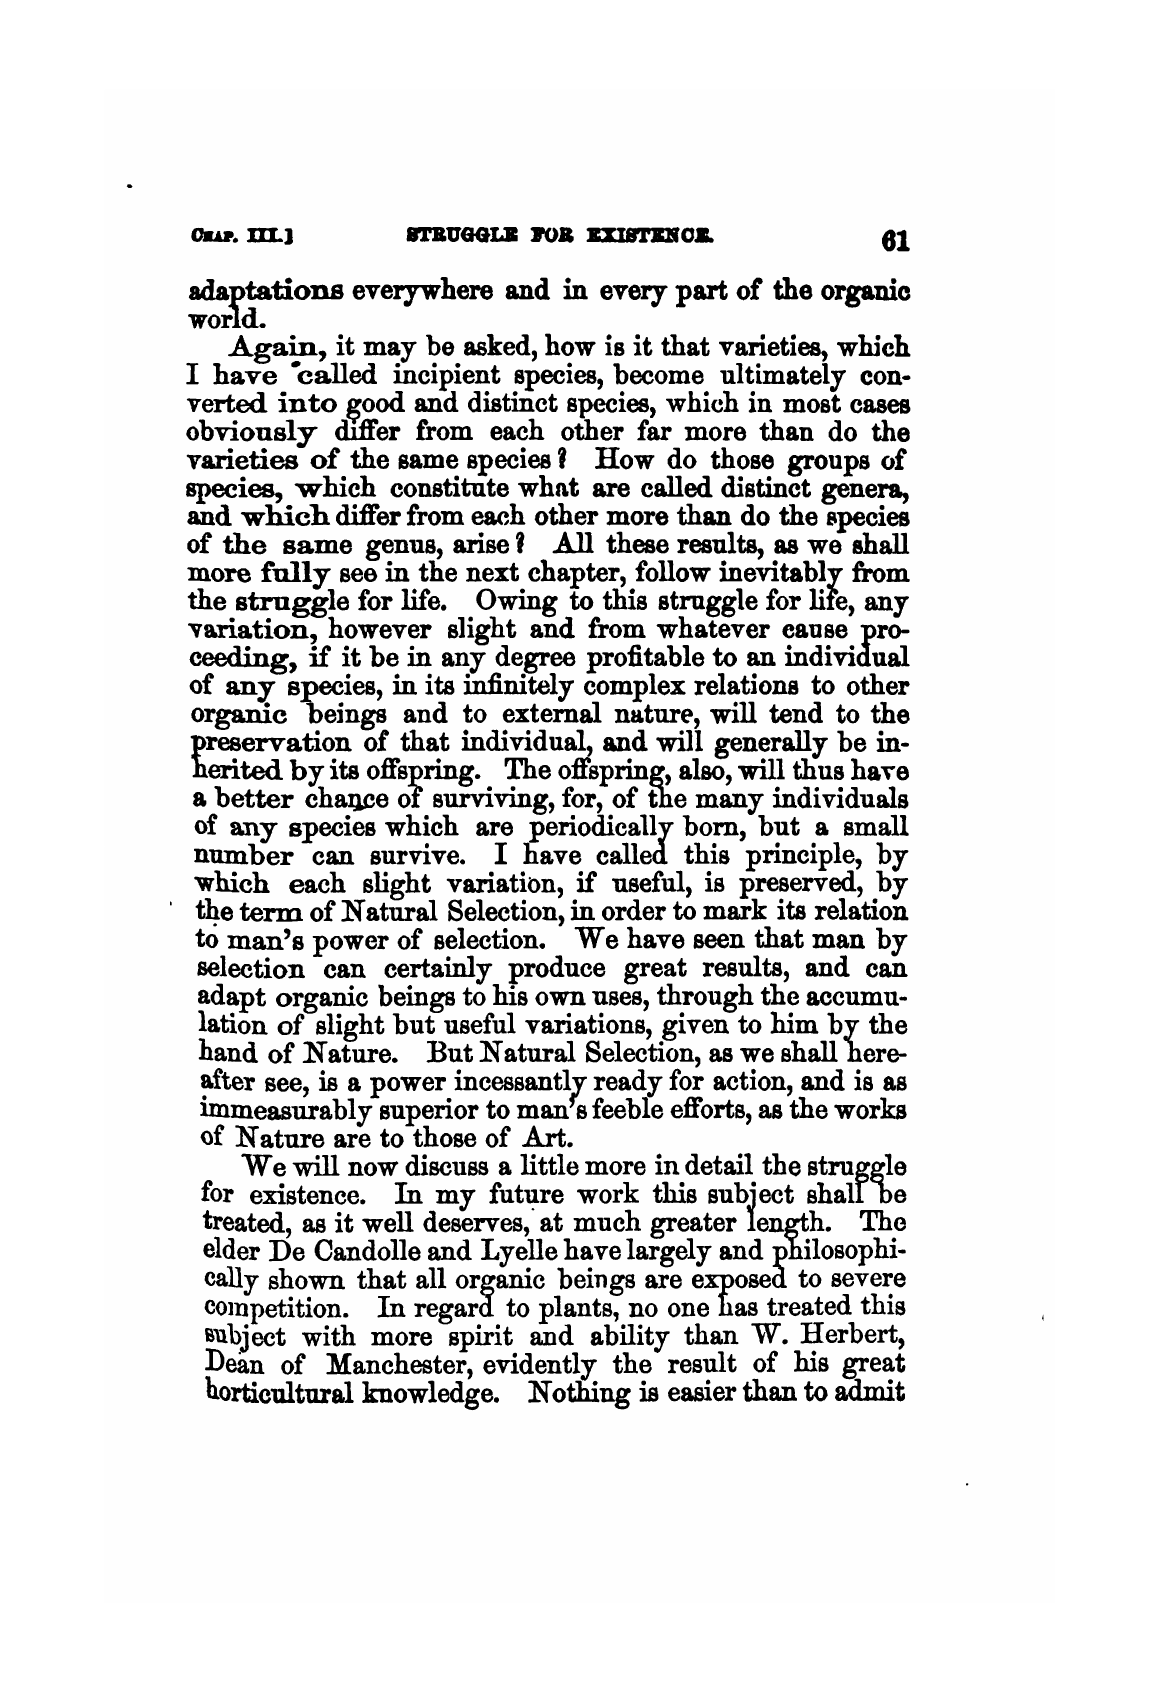 CHAP. III.] STRUGGLE FOR EXISTENCE. 61
adaptations everywhere and in every part of the organic
world.
Again, it may be asked, how is it that varieties, which
I have called incipient species, become ultimately con-
verted into good and distinct species, which in most cases
obviously differ from each other far more than do the
varieties of the same species? How do those groups of
species, which constitute what are called distinct genera,
and which differ from each other more than do the species
of the same genus, arise? All these results, as we shall
more fully see in the next chapter, follow inevitably from
the struggle for life. Owing to this struggle for life, any
variation, however slight and from whatever cause pro-
ceeding, if it be in any degree profitable to an individual
of any species, in its infinitely complex relations to other
organic beings and to external nature, will tend to the
preservation of that individual, and will generally be in-
herited by its offspring. The offspring, also, will thus have
a better chance of surviving, for, of the many individuals
of any species which are periodically born, but a small
number can survive. I have called this principle, by
which each slight variation, if useful, is preserved, by
the term of Natural Selection, in order to mark its relation
to man's power of selection. We have seen that man by
selection can certainly produce great results, and can
adapt organic beings to his own uses, through the accumu-
lation of slight but useful variations, given to him by the
hand of Nature. But Natural Selection, as we shall here-
after see, is a power incessantly ready for action, and is as
immeasurably superior to man's feeble efforts, as the works
of Nature are to those of Art.
We will now discuss a little more in detail the struggle
for existence. In my future work this subject shall be
treated, as it well deserves, at much greater length. The
elder De Candolle and Lyelle have largely and philosophi-
cally shown that all organic beings are exposed to severe
competition. In regard to plants, no one has treated this
subject with more spirit and ability than W. Herbert,
Dean of Manchester, evidently the result of his great
horticultural knowledge. Nothing is easier than to admit